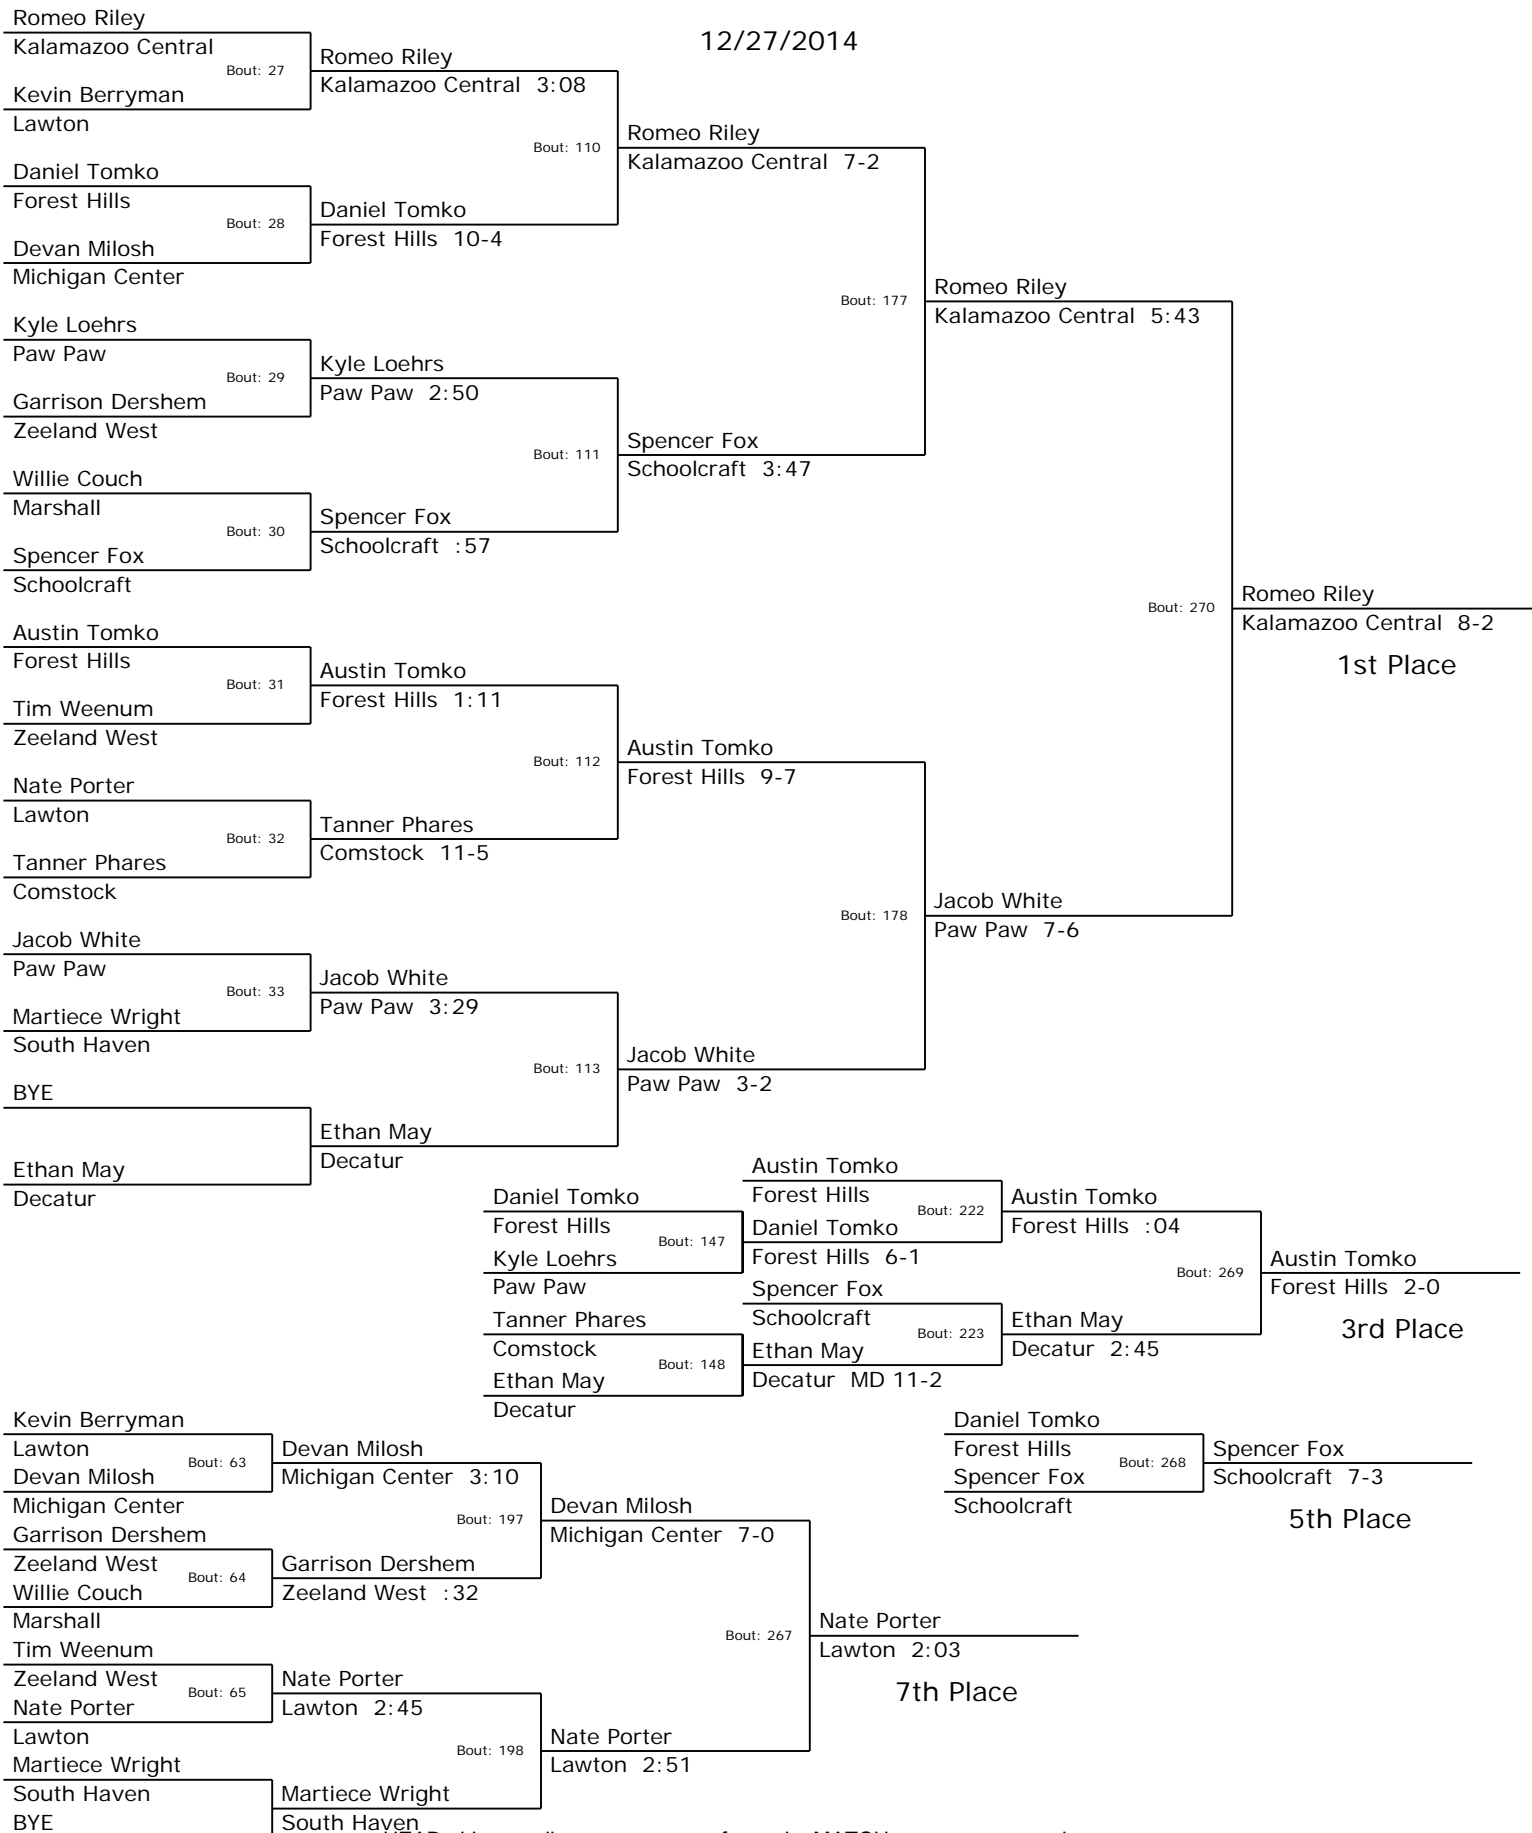 12/27/2014
Romeo Riley
Kalamazoo Central
Bout: 27
Kevin Berryman
Lawton
Daniel Tomko
Forest Hills
Bout: 28
Devan Milosh
Michigan Center
Kyle Loehrs
Paw Paw
Bout: 29
Garrison Dershem
Zeeland West
Willie Couch
Marshall
Bout: 30
Spencer Fox
Schoolcraft
Austin Tomko
Forest Hills
Bout: 31
Tim Weenum
Zeeland West
Nate Porter
Lawton
Bout: 32
Tanner Phares
Comstock
Jacob White
Paw Paw
Bout: 33
Martiece Wright
South Haven
BYE
Ethan May
Decatur
Romeo Riley
Kalamazoo Central 3:08
Bout: 110
Daniel Tomko
Forest Hills 10-4
Kyle Loehrs
Paw Paw 2:50
Bout: 111
Spencer Fox
Schoolcraft :57
Austin Tomko
Forest Hills 1:11
Bout: 112
Tanner Phares
Comstock 11-5
Jacob White
Paw Paw 3:29
Bout: 113
Ethan May
Decatur
Romeo Riley
Kalamazoo Central 7-2
Bout: 177
Spencer Fox
Schoolcraft 3:47
Austin Tomko
Forest Hills 9-7
Bout: 178
Jacob White
Paw Paw 3-2
Romeo Riley
Kalamazoo Central 5:43
Bout: 270
Jacob White
Paw Paw 7-6
Romeo Riley
Kalamazoo Central 8-2
1st Place
Daniel Tomko
Forest Hills
Bout: 147
Kyle Loehrs
Paw Paw
Tanner Phares
Comstock
Bout: 148
Ethan May
Decatur
Austin Tomko
Forest Hills
Bout: 222
Daniel Tomko
Forest Hills 6-1
Spencer Fox
Schoolcraft
Bout: 223
Ethan May
Decatur MD 11-2
Austin Tomko
Forest Hills :04
Bout: 269
Ethan May
Decatur 2:45
Austin Tomko
Forest Hills 2-0
3rd Place
Daniel Tomko
Forest Hills
Bout: 268
Spencer Fox
Schoolcraft
Spencer Fox
Schoolcraft 7-3
5th Place
Kevin Berryman
Lawton
Bout: 63
Devan Milosh
Michigan Center
Garrison Dershem
Zeeland West
Bout: 64
Willie Couch
Marshall
Tim Weenum
Zeeland West
Bout: 65
Nate Porter
Lawton
Martiece Wright
South Haven
BYE
Devan Milosh
Michigan Center 3:10
Bout: 197
Garrison Dershem
Zeeland West :32
Nate Porter
Lawton 2:45
Bout: 198
Martiece Wright
South Haven
Devan Milosh
Michigan Center 7-0
Bout: 267
Nate Porter
Lawton 2:51
Nate Porter
Lawton 2:03
7th Place